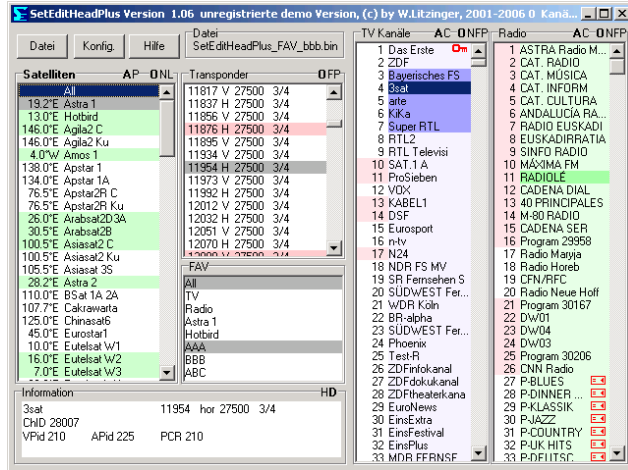 SetEditHeadPlus Version 1.06 unregistrierte demo Version, (c) by W.Litzinger, 2001-2006 0 Kanä...
Datei
Konfig.
Hilfe
Datei
SetEditHeadPlus_FAV_bbb.bin
Satelliten A P O N L
All
19.2°E Astra 1
13.0°E Hotbird
146.0°E Agila2 C
146.0°E Agila2 Ku
4.0°W Amos 1
138.0°E Apstar 1
134.0°E Apstar 1A
76.5°E Apstar2R C
76.5°E Apstar2R Ku
26.0°E Arabsat2D3A
30.5°E Arabsat2B
100.5°E Asiasat2 C
100.5°E Asiasat2 Ku
105.5°E Asiasat 3S
28.2°E Astra 2
110.0°E BSat 1A 2A
107.7°E Cakrawarta
125.0°E Chinasat6
45.0°E Eurostar1
10.0°E Eutelsat W1
16.0°E Eutelsat W2
7.0°E Eutelsat W3
Transponder O F P
11817 V 27500 3/4
11837 H 27500 3/4
11856 V 27500 3/4
11876 H 27500 3/4
11895 V 27500 3/4
11934 V 27500 3/4
11954 H 27500 3/4
11973 V 27500 3/4
11992 H 27500 3/4
12012 V 27500 3/4
12032 H 27500 3/4
12051 V 27500 3/4
12070 H 27500 3/4
FAV
All
TV
Radio
Astra 1
Hotbird
AAA
BBB
ABC
Information HD
3sat 11954 hor 27500 3/4
ChID 28007
VPid 210 APid 225 PCR 210
TV Kanäle A C O N F P
1 Das Erste
2 ZDF
3 Bayerisches FS
4 3sat
5 arte
6 KiKa
7 Super RTL
8 RTL2
9 RTL Televisi
10 SAT.1 A
11 ProSieben
12 VOX
13 KABEL1
14 DSF
15 Eurosport
16 n-tv
17 N24
18 NDR FS MV
19 SR Fernsehen S
20 SÜDWEST Fer...
21 WDR Köln
22 BR-alpha
23 SÜDWEST Fer...
24 Phoenix
25 Test-R
26 ZDFinfokanal
27 ZDFdokukanal
28 ZDFtheaterkana
29 EuroNews
30 EinsExtra
31 EinsFestival
32 EinsPlus
33 MDR FERNSE
Radio A C O N F P
1 ASTRA Radio M...
2 CAT. RADIO
3 CAT. MÚSICA
4 CAT. INFORM
5 CAT. CULTURA
6 ANDALUCÍA RA...
7 RADIO EUSKADI
8 EUSKADIRRATIA
9 SINFO RADIO
10 MÁXIMA FM
11 RADIOLÉ
12 CADENA DIAL
13 40 PRINCIPALES
14 M-80 RADIO
15 CADENA SER
16 Program 29958
17 Radio Maryja
18 Radio Horeb
19 CFN/RFC
20 Radio Neue Hoff
21 Program 30167
22 DW01
23 DW04
24 DW03
25 Program 30206
26 CNN Radio
27 P-BLUES
28 P-DINNER ...
29 P-KLASSIK
30 P-JAZZ
31 P-COUNTRY
32 P-UK HITS
33 P-DEUTSC